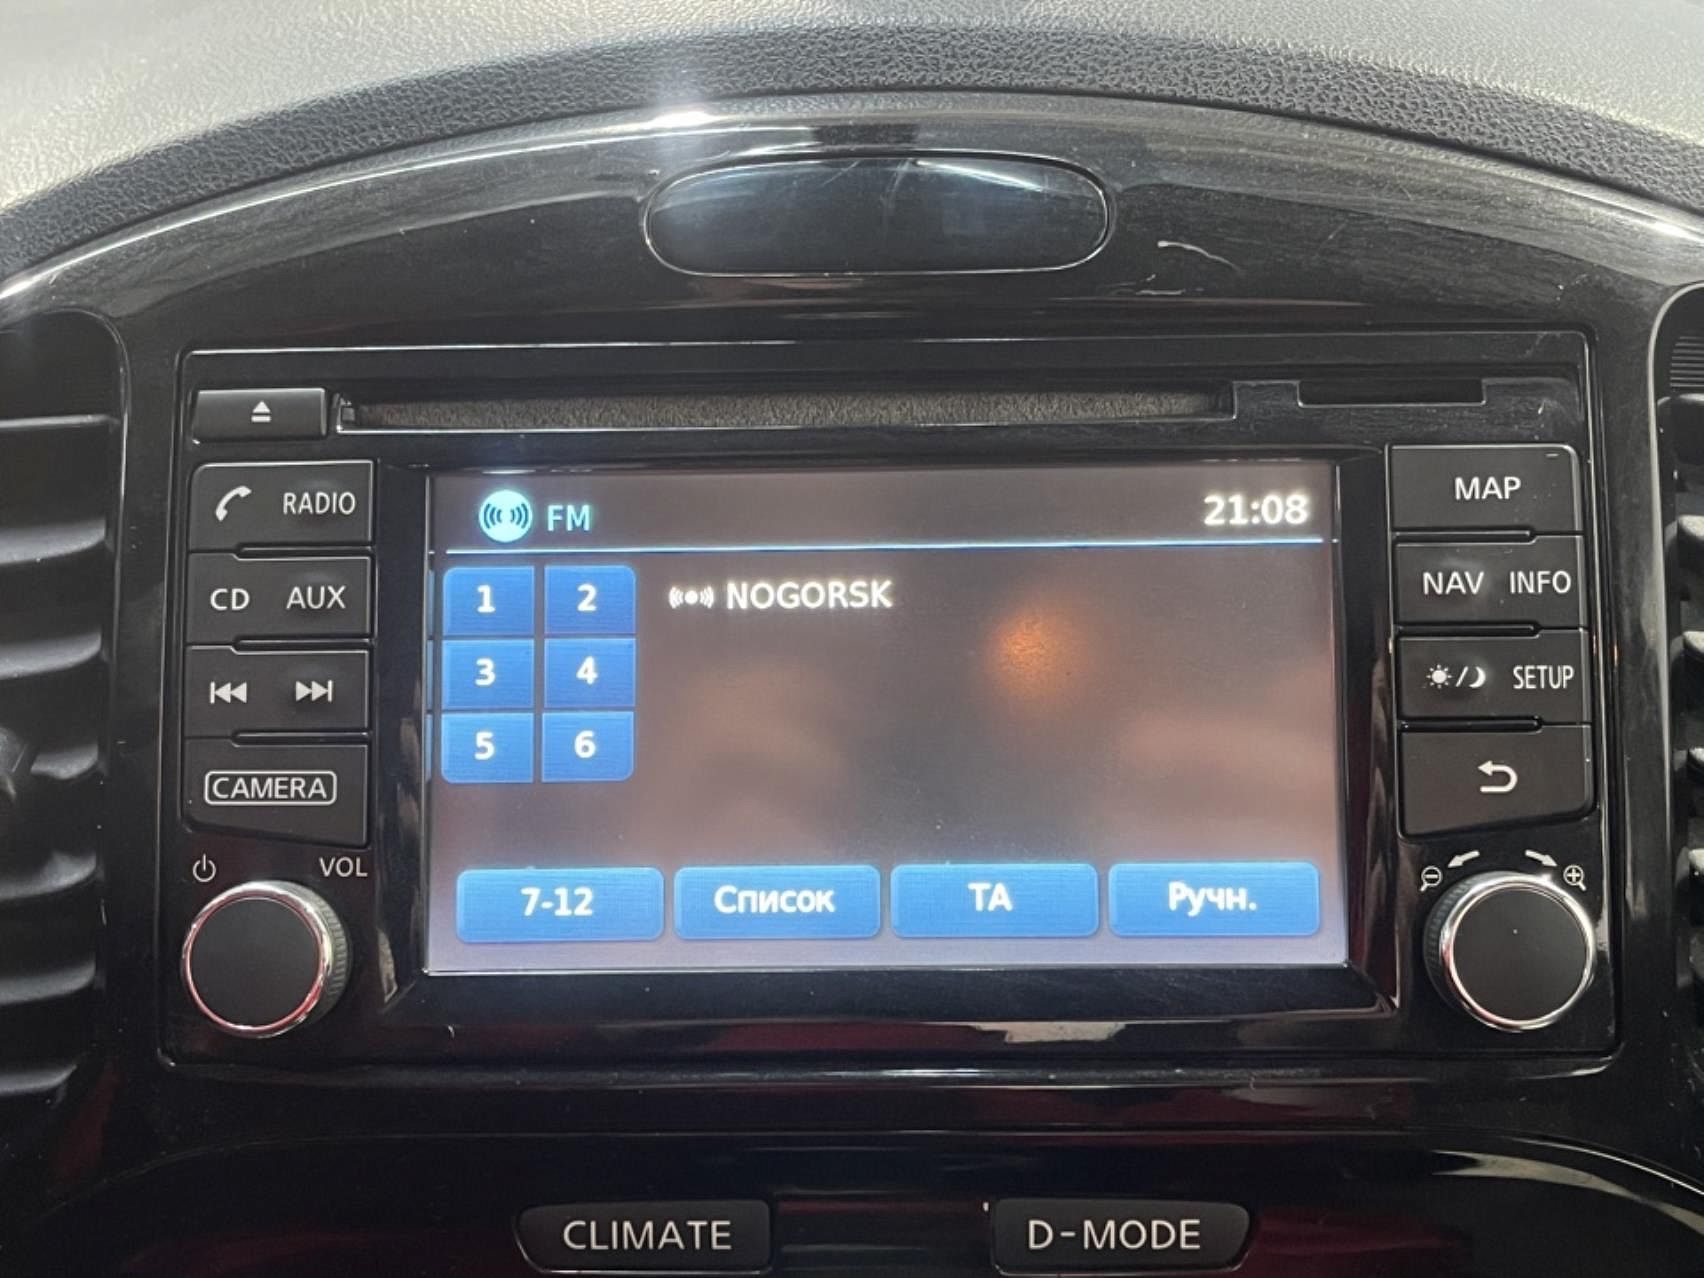 RADIO
CD AUX
CAMERA
VOL
FM 21:08
1 2
NOGORSK
3 4
5 6
7-12 Список TA Ручн.
MAP
NAV INFO
SETUP
CLIMATE D-MODE